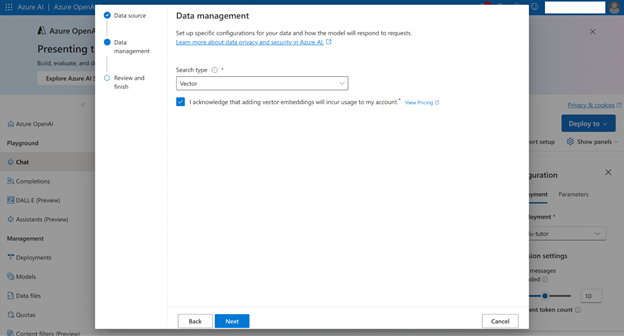 Azure AI | Azure OpenAI
Data source
Data management
Review and finish
Data management
Set up specific configurations for your data and how the model will respond to requests.
Learn more about data privacy and security in Azure AI.
Search type *
Vector
I acknowledge that adding vector embeddings will incur usage to my account.* View Pricing
Back
Next
Cancel
Azure OpenAI
Presenting t
Build, evaluate, and d
Explore Azure AI S
Azure OpenAI
Playground
Chat
Completions
DALL·E (Preview)
Assistants (Preview)
Management
Deployments
Models
Data files
Quotas
Content filters (Preview)
Privacy & cookies
Deploy to
port setup
Show panels
guration
yment
Parameters
loyment *
u-tutor
sion settings
messages
ded
10
ent token count